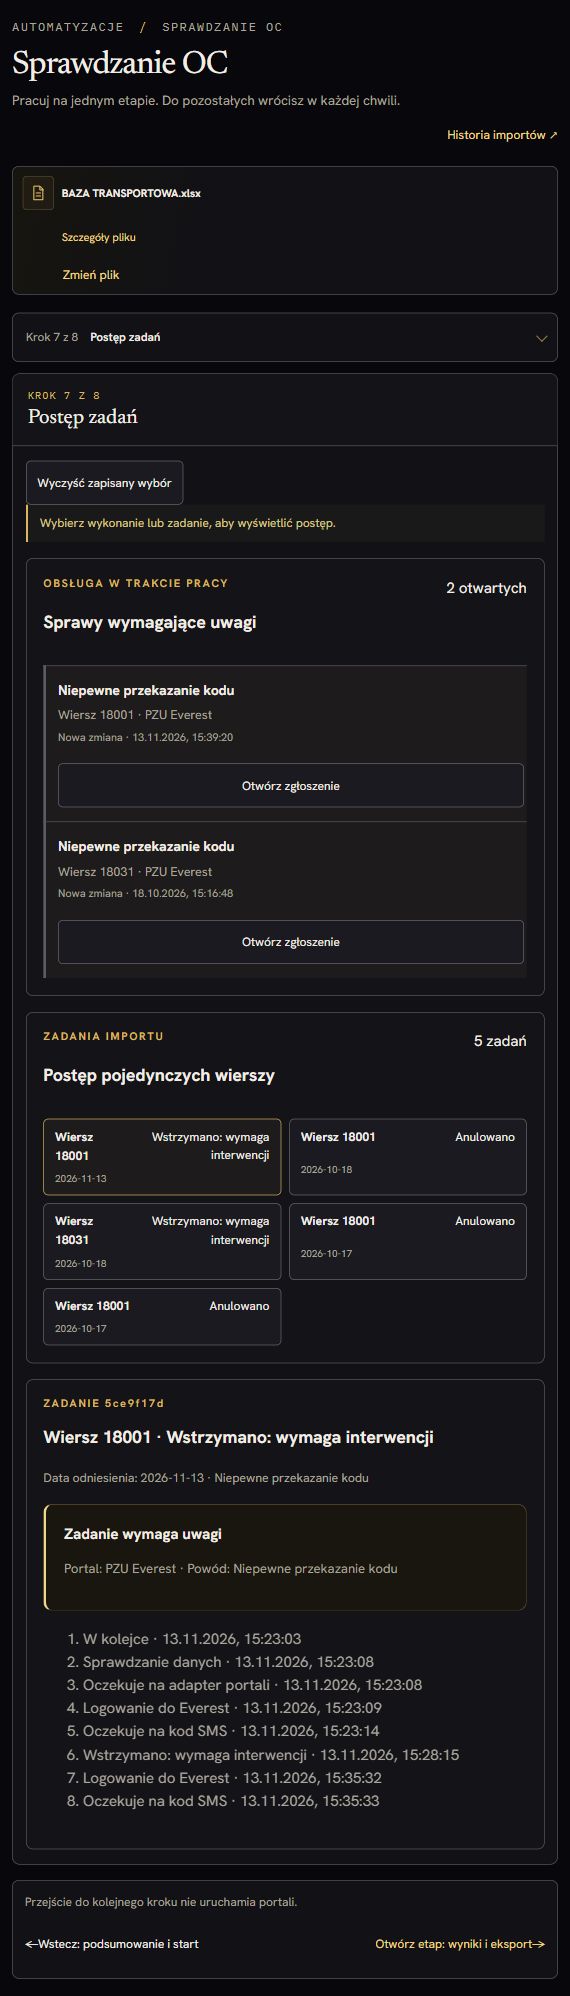 AUTOMATYZACJE / SPRAWDZANIE OC
Sprawdzanie OC
Pracuj na jednym etapie. Do pozostałych wrócisz w każdej chwili.
Historia importów ↗
BAZA TRANSPORTOWA.xlsx
Szczegóły pliku
Zmień plik
Krok 7 z 8 Postęp zadań
KROK 7 Z 8
Postęp zadań
Wyczyść zapisany wybór
Wybierz wykonanie lub zadanie, aby wyświetlić postęp.
OBSŁUGA W TRAKCIE PRACY
2 otwartych
Sprawy wymagające uwagi
Niepewne przekazanie kodu
Wiersz 18001 · PZU Everest
Nowa zmiana · 13.11.2026, 15:39:20
Otwórz zgłoszenie
Niepewne przekazanie kodu
Wiersz 18031 · PZU Everest
Nowa zmiana · 18.10.2026, 15:16:48
Otwórz zgłoszenie
ZADANIA IMPORTU
5 zadań
Postęp pojedynczych wierszy
Wiersz 18001
Wstrzymano: wymaga interwencji
2026-11-13
Wiersz 18001
Anulowano
2026-10-18
Wiersz 18031
Wstrzymano: wymaga interwencji
2026-10-18
Wiersz 18001
Anulowano
2026-10-17
Wiersz 18001
Anulowano
2026-10-17
ZADANIE 5ce9f17d
Wiersz 18001 · Wstrzymano: wymaga interwencji
Data odniesienia: 2026-11-13 · Niepewne przekazanie kodu
Zadanie wymaga uwagi
Portal: PZU Everest · Powód: Niepewne przekazanie kodu
1. W kolejce · 13.11.2026, 15:23:03
2. Sprawdzanie danych · 13.11.2026, 15:23:08
3. Oczekuje na adapter portali · 13.11.2026, 15:23:08
4. Logowanie do Everest · 13.11.2026, 15:23:09
5. Oczekuje na kod SMS · 13.11.2026, 15:23:14
6. Wstrzymano: wymaga interwencji · 13.11.2026, 15:28:15
7. Logowanie do Everest · 13.11.2026, 15:35:32
8. Oczekuje na kod SMS · 13.11.2026, 15:35:33
Przejście do kolejnego kroku nie uruchamia portali.
←Wstecz: podsumowanie i start
Otwórz etap: wyniki i eksport→